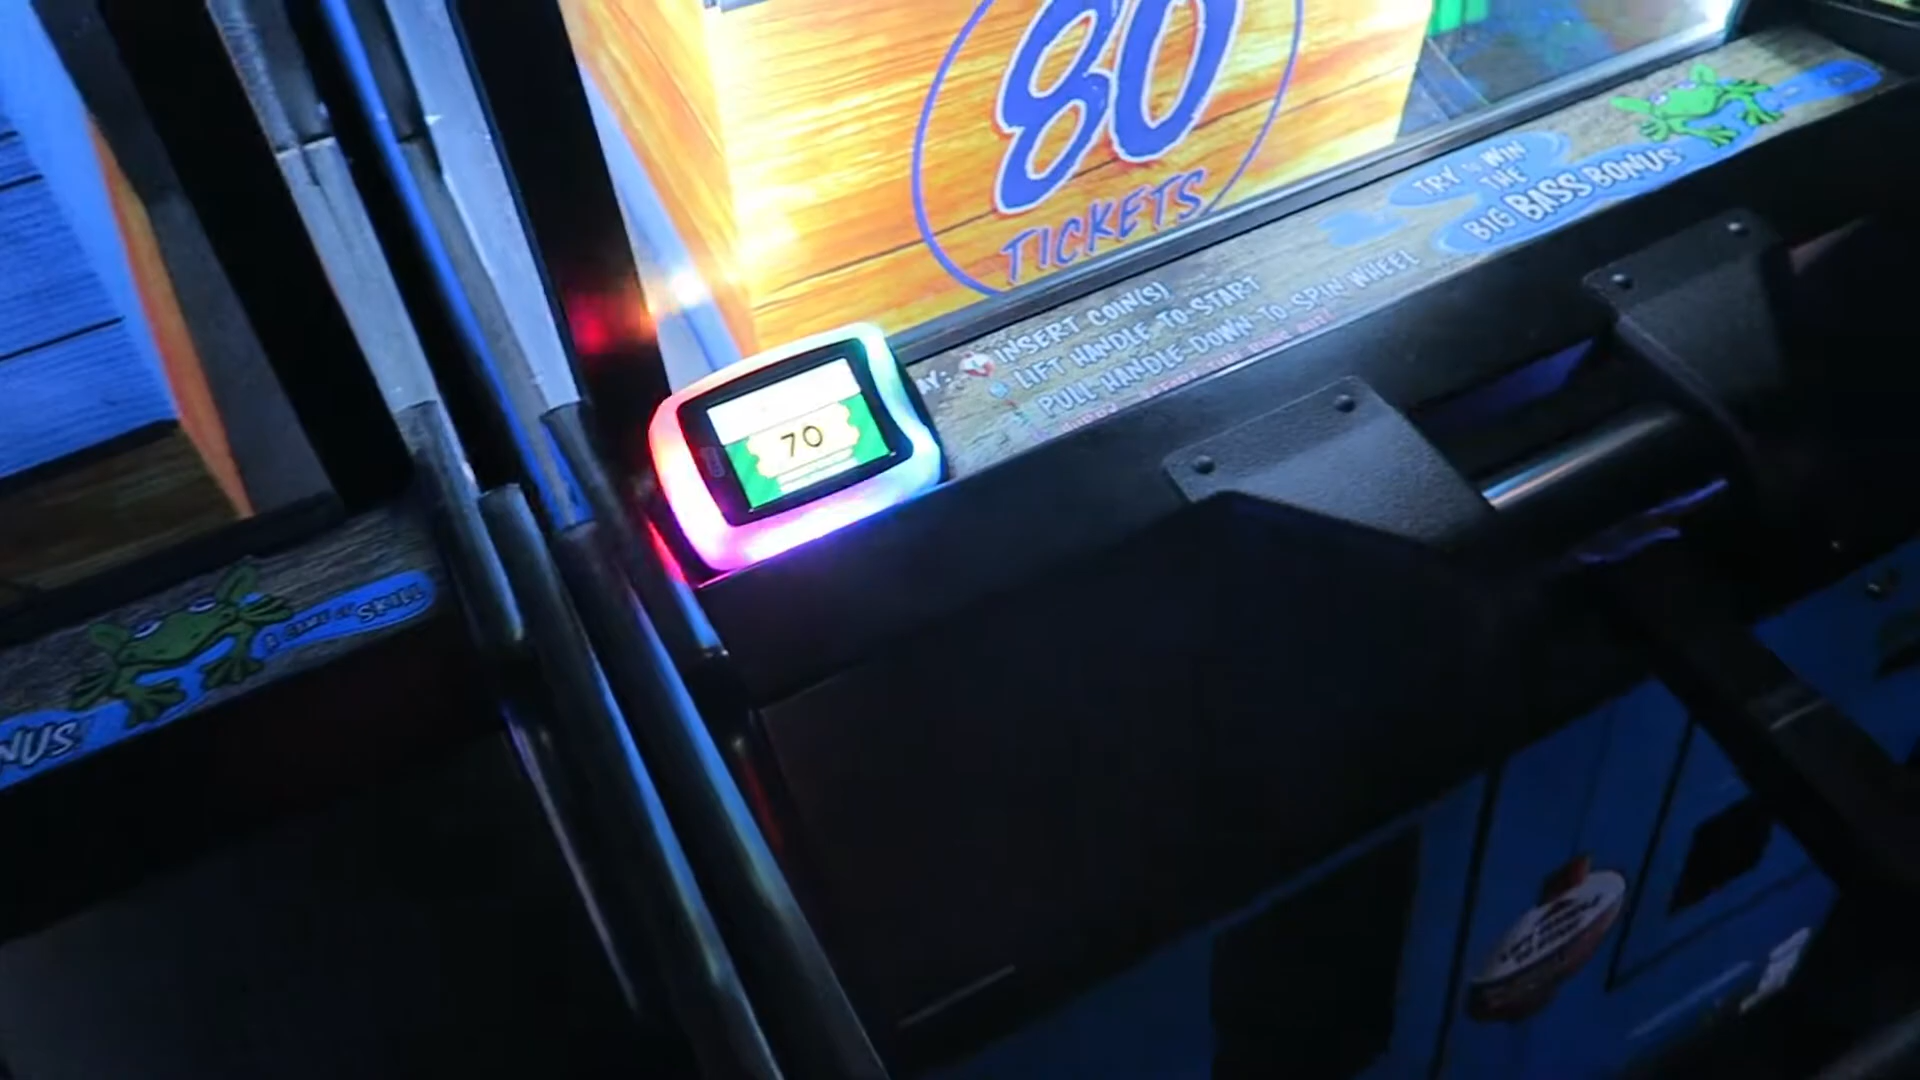 80
TICKETS
TRY to WIN
THE
BIG BASS BONUS
INSERT COIN(S)
LIFT HANDLE TO START
PULL HANDLE DOWN TO SPIN WHEEL
70
A GAME OF SKILL
NUS